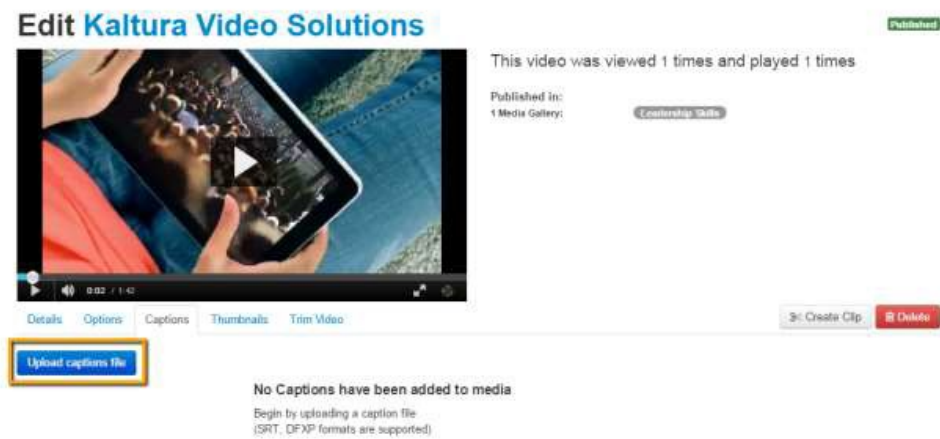 Edit Kaltura Video Solutions
Published
This video was viewed 1 times and played 1 times
Published in:
1 Media Gallery:
Leadership Skills
0:02 / 1:42
Details
Options
Captions
Thumbnails
Trim Video
Create Clip
Delete
Upload captions file
No Captions have been added to media
Begin by uploading a caption file
(SRT, DFXP formats are supported)